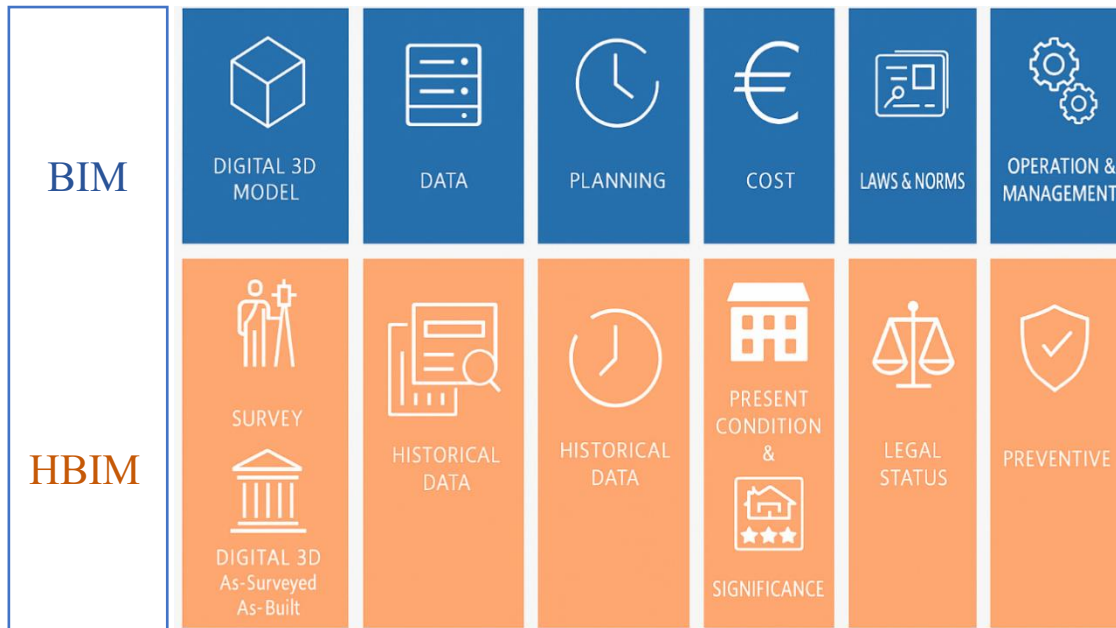 BIM
DIGITAL 3D
MODEL
DATA
PLANNING
€
COST
LAWS & NORMS
OPERATION &
MANAGEMENT
HBIM
SURVEY
DIGITAL 3D
As-Surveyed
As-Built
HISTORICAL
DATA
HISTORICAL
DATA
PRESENT
CONDITION
&
SIGNIFICANCE
LEGAL
STATUS
PREVENTIVE